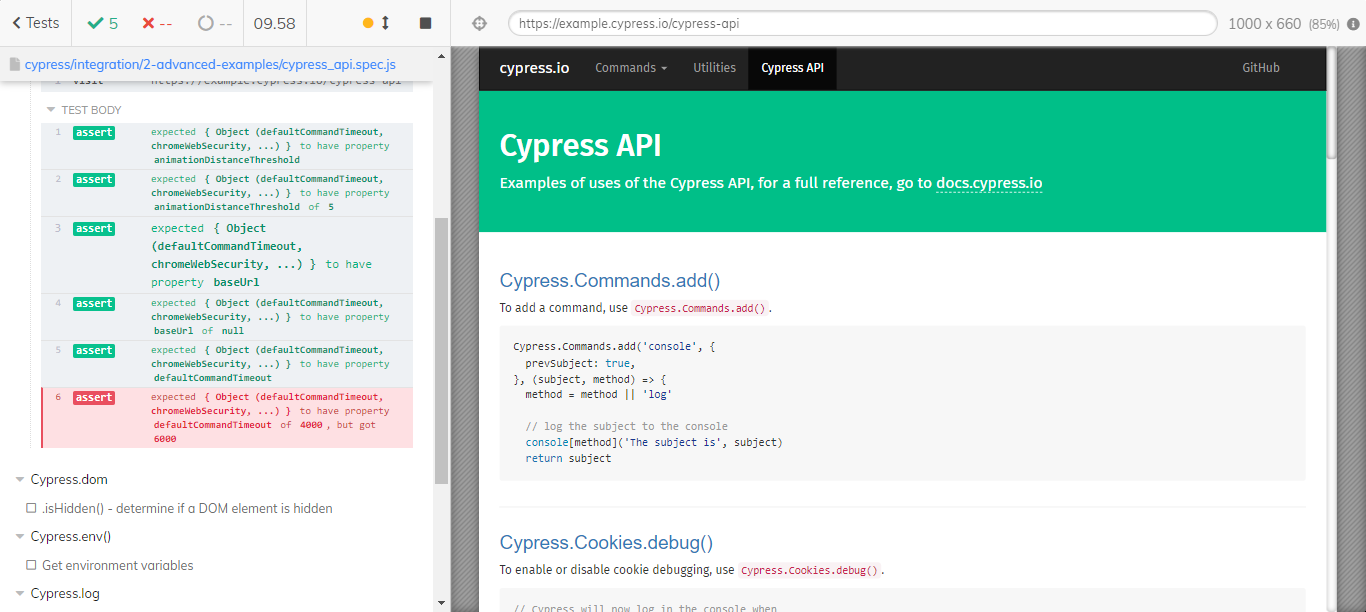 Tests
5
--
--
09.58
https://example.cypress.io/cypress-api
1000 x 660 (85%)
cypress/integration/2-advanced-examples/cypress_api.spec.js
1 visit https://example.cypress.io/cypress-api
TEST BODY
1 assert expected { Object (defaultCommandTimeout,
chromeWebSecurity, ...) } to have property
animationDistanceThreshold
2 assert expected { Object (defaultCommandTimeout,
chromeWebSecurity, ...) } to have property
animationDistanceThreshold of 5
3 assert expected { Object
(defaultCommandTimeout,
chromeWebSecurity, ...) } to have
property baseUrl
4 assert expected { Object (defaultCommandTimeout,
chromeWebSecurity, ...) } to have property
baseUrl of null
5 assert expected { Object (defaultCommandTimeout,
chromeWebSecurity, ...) } to have property
defaultCommandTimeout
6 assert expected { Object (defaultCommandTimeout,
chromeWebSecurity, ...) } to have property
defaultCommandTimeout of 4000, but got
6000
Cypress.dom
.isHidden() - determine if a DOM element is hidden
Cypress.env()
Get environment variables
Cypress.log
cypress.io Commands Utilities Cypress API GitHub
Cypress API
Examples of uses of the Cypress API, for a full reference, go to docs.cypress.io
Cypress.Commands.add()
To add a command, use Cypress.Commands.add().
Cypress.Commands.add('console', {
prevSubject: true,
}, (subject, method) => {
method = method || 'log'
// log the subject to the console
console[method]('The subject is', subject)
return subject
Cypress.Cookies.debug()
To enable or disable cookie debugging, use Cypress.Cookies.debug().
// Cypress will now log in the console when